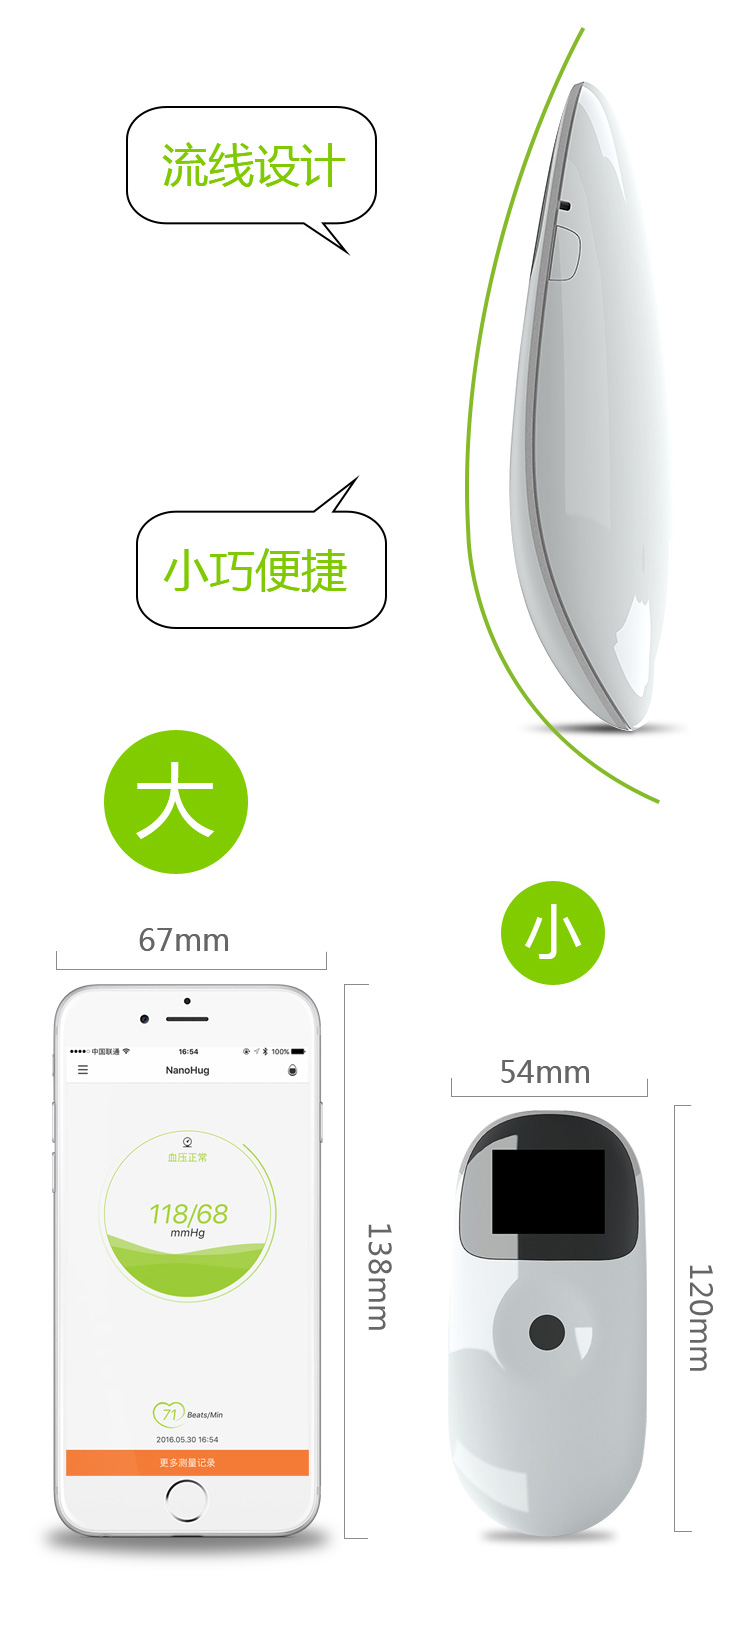 流线设计
小巧便捷
大
小
67mm
54mm
中国联通
16:54
100%
NanoHug
血压正常
118/68
mmHg
138mm
120mm
71
Beats/Min
2016.05.30 16:54
更多测量记录